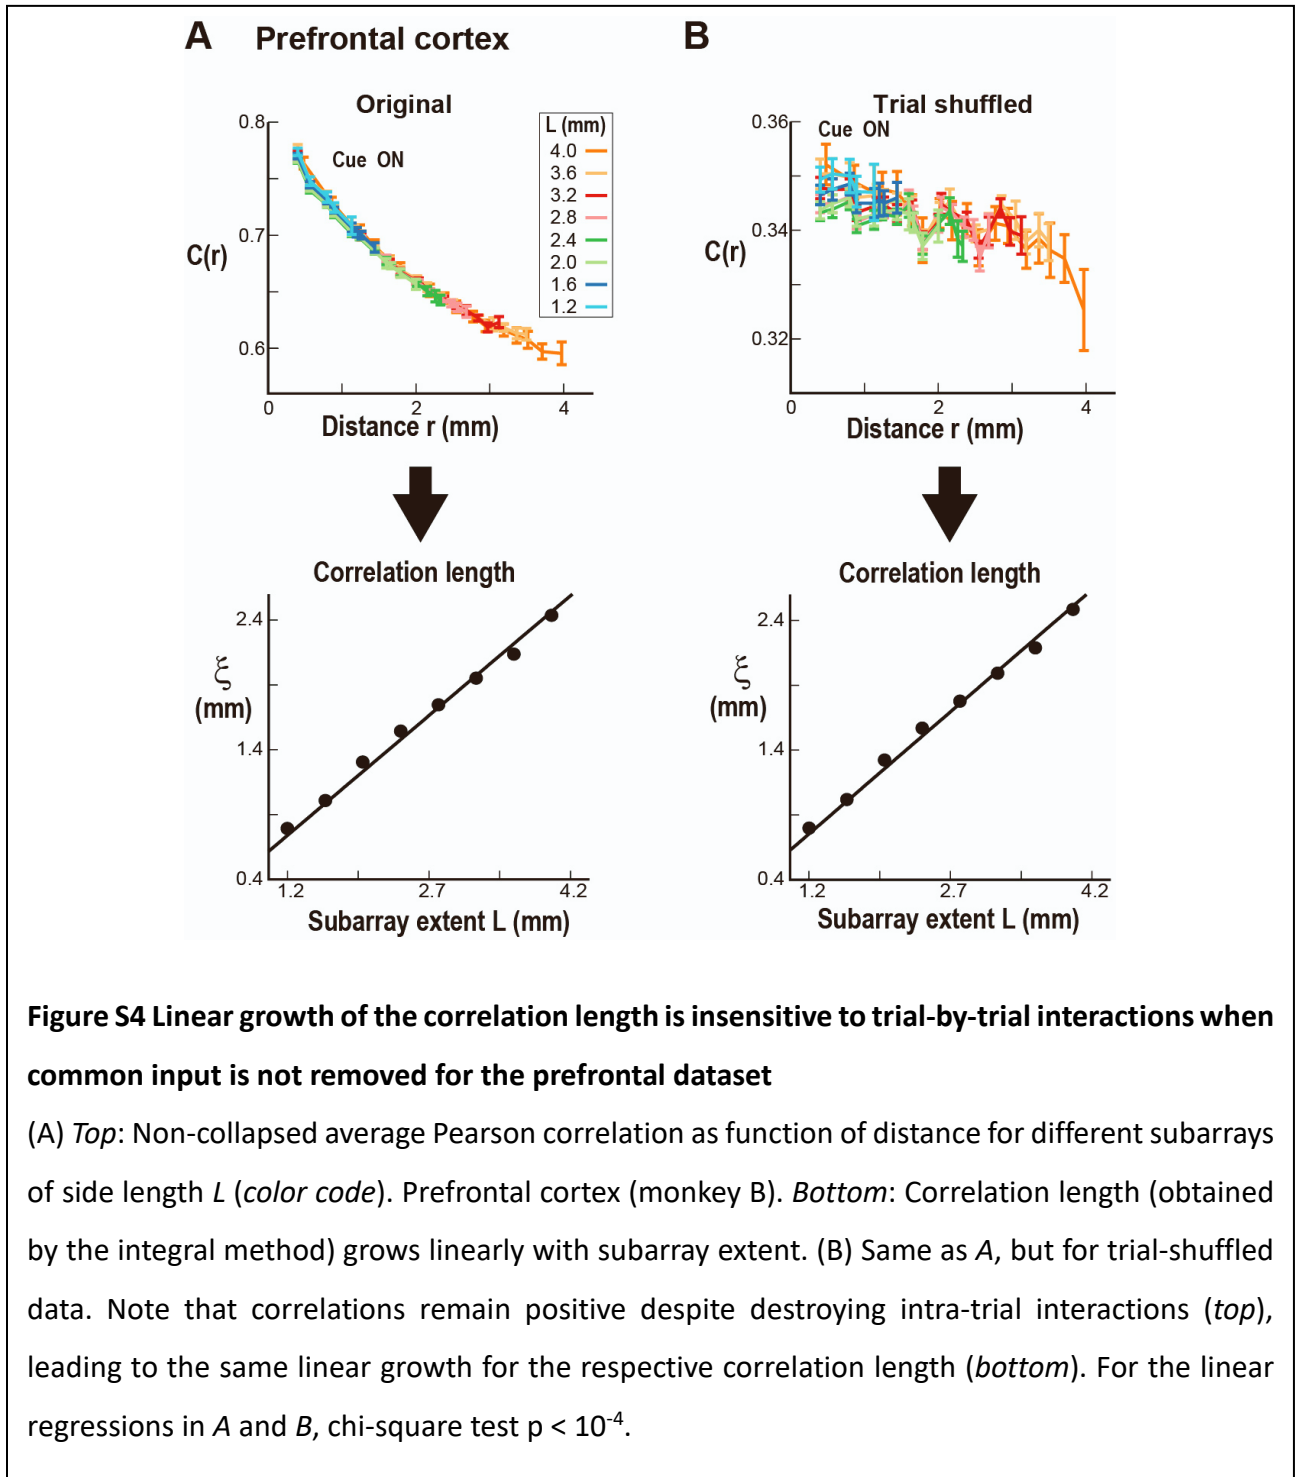 A Prefrontal cortex
B
Original
0.8
0.7
0.6
C(r)
Cue ON
L (mm)
4.0
3.6
3.2
2.8
2.4
2.0
1.6
1.2
0 2 4
Distance r (mm)
Trial shuffled
0.36
0.34
0.32
C(r)
Cue ON
0 2 4
Distance r (mm)
Correlation length
2.4
1.4
0.4
ξ
(mm)
1.2 2.7 4.2
Subarray extent L (mm)
Correlation length
2.4
1.4
0.4
ξ
(mm)
1.2 2.7 4.2
Subarray extent L (mm)
Figure S4 Linear growth of the correlation length is insensitive to trial-by-trial interactions when
common input is not removed for the prefrontal dataset
(A) Top: Non-collapsed average Pearson correlation as function of distance for different subarrays
of side length L (color code). Prefrontal cortex (monkey B). Bottom: Correlation length (obtained
by the integral method) grows linearly with subarray extent. (B) Same as A, but for trial-shuffled
data. Note that correlations remain positive despite destroying intra-trial interactions (top),
leading to the same linear growth for the respective correlation length (bottom). For the linear
regressions in A and B, chi-square test p < 10⁻⁴.